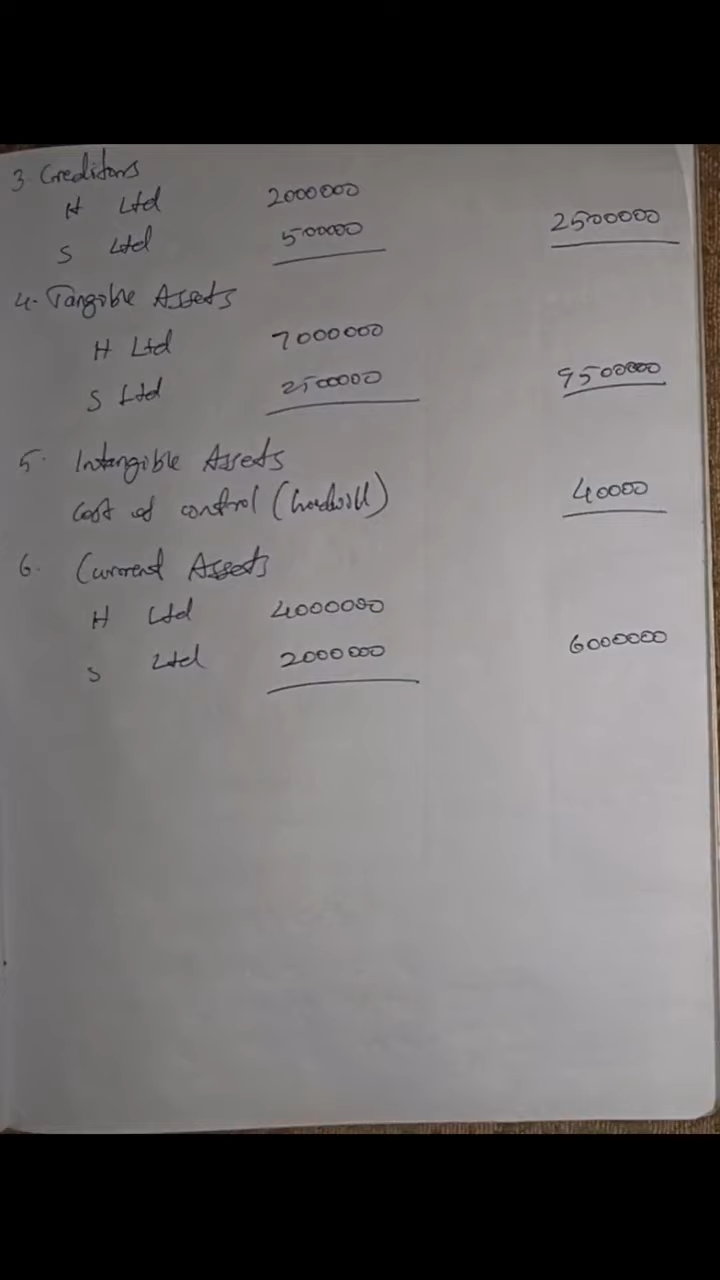 3 Creditors
H Ltd 2000000
S Ltd 500000 2500000
4. Tangible Assets
H Ltd 7000000
S Ltd 2500000 9500000
5. Intangible Assets
Cost of control (Goodwill) 40000
6. Current Assets
H Ltd 4000000
S Ltd 2000000 6000000